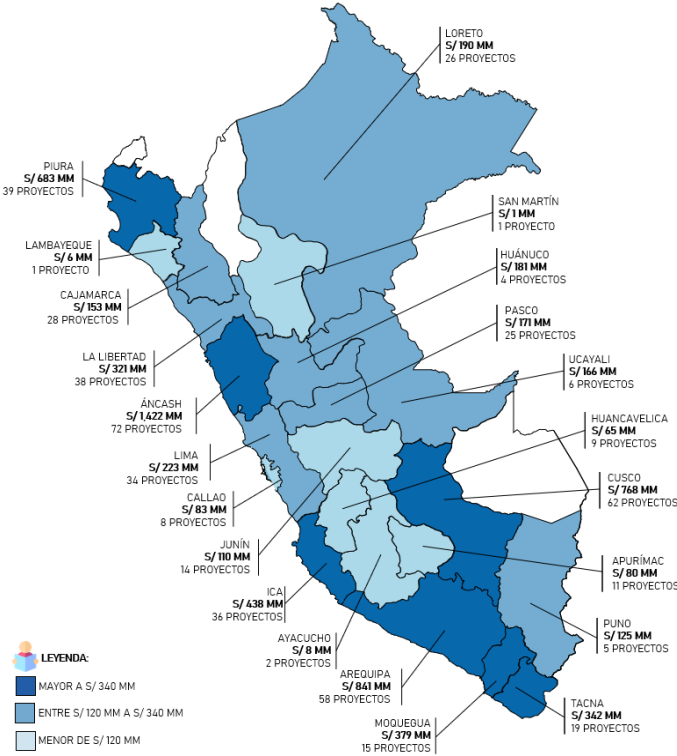 LORETO
S/ 190 MM
26 PROYECTOS
PIURA
S/ 683 MM
39 PROYECTOS
SAN MARTÍN
S/ 1 MM
1 PROYECTO
LAMBAYEQUE
S/ 6 MM
1 PROYECTO
HUÁNUCO
S/ 181 MM
4 PROYECTOS
CAJAMARCA
S/ 153 MM
28 PROYECTOS
PASCO
S/ 171 MM
25 PROYECTOS
LA LIBERTAD
S/ 321 MM
38 PROYECTOS
UCAYALI
S/ 166 MM
6 PROYECTOS
ÁNCASH
S/ 1,422 MM
72 PROYECTOS
HUANCAVELICA
S/ 65 MM
9 PROYECTOS
LIMA
S/ 223 MM
34 PROYECTOS
CUSCO
S/ 768 MM
62 PROYECTOS
CALLAO
S/ 83 MM
8 PROYECTOS
JUNÍN
S/ 110 MM
14 PROYECTOS
APURÍMAC
S/ 80 MM
11 PROYECTOS
ICA
S/ 438 MM
36 PROYECTOS
PUNO
S/ 125 MM
5 PROYECTOS
AYACUCHO
S/ 8 MM
2 PROYECTOS
AREQUIPA
S/ 841 MM
58 PROYECTOS
TACNA
S/ 342 MM
19 PROYECTOS
MOQUEGUA
S/ 379 MM
15 PROYECTOS
LEYENDA:
MAYOR A S/ 340 MM
ENTRE S/ 120 MM A S/ 340 MM
MENOR DE S/ 120 MM